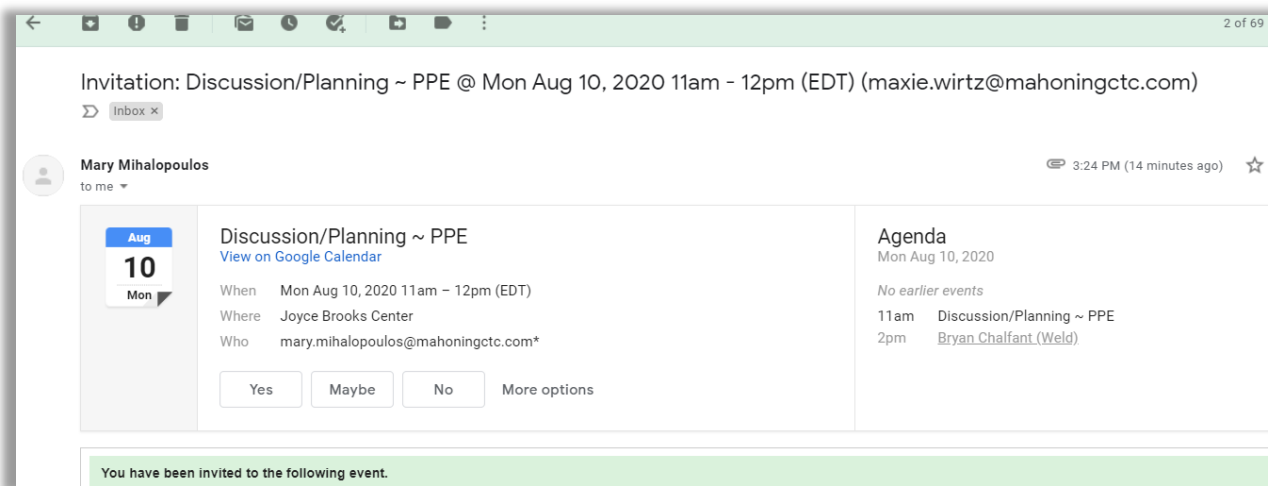 2 of 69
Invitation: Discussion/Planning ~ PPE @ Mon Aug 10, 2020 11am - 12pm (EDT) (maxie.wirtz@mahoningctc.com)
Inbox ×
Mary Mihalopoulos
3:24 PM (14 minutes ago)
to me
Aug
10
Mon
Discussion/Planning ~ PPE
View on Google Calendar
When Mon Aug 10, 2020 11am – 12pm (EDT)
Where Joyce Brooks Center
Who mary.mihalopoulos@mahoningctc.com*
Yes Maybe No More options
Agenda
Mon Aug 10, 2020
No earlier events
11am Discussion/Planning ~ PPE
2pm Bryan Chalfant (Weld)
You have been invited to the following event.